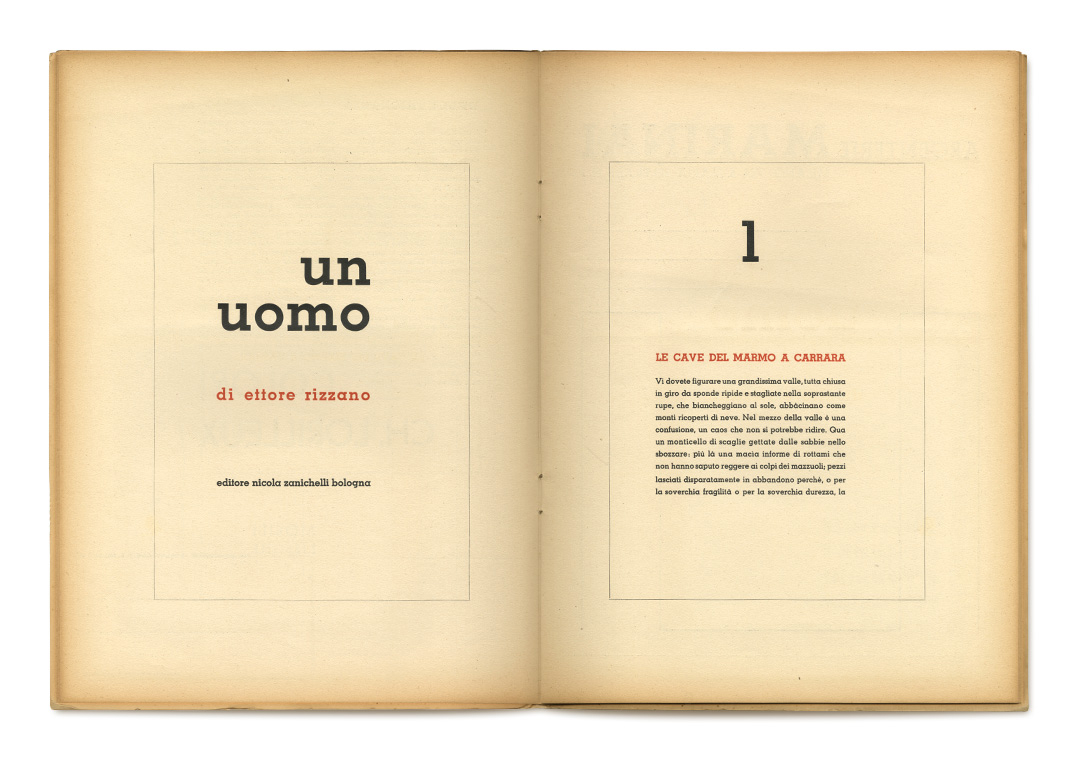 un
uomo
di ettore rizzano
editore nicola zanichelli bologna
1
LE CAVE DEL MARMO A CARRARA
Vi dovete figurare una grandissima valle, tutta chiusa
in giro da sponde ripide e stagliate nella soprastante
rupe, che biancheggiano al sole, abbàcinano come
monti ricoperti di neve. Nel mezzo della valle è una
confusione, un caos che non si potrebbe ridire. Qua
un monticello di scaglie gettate dalle sabbie nello
sbozzare: più là una macia informe di rottami che
non hanno saputo reggere ai colpi dei mazzuoli; pezzi
lasciati disparatamente in abbandono perchè, o per
la soverchia fragilità o per la soverchia durezza, la